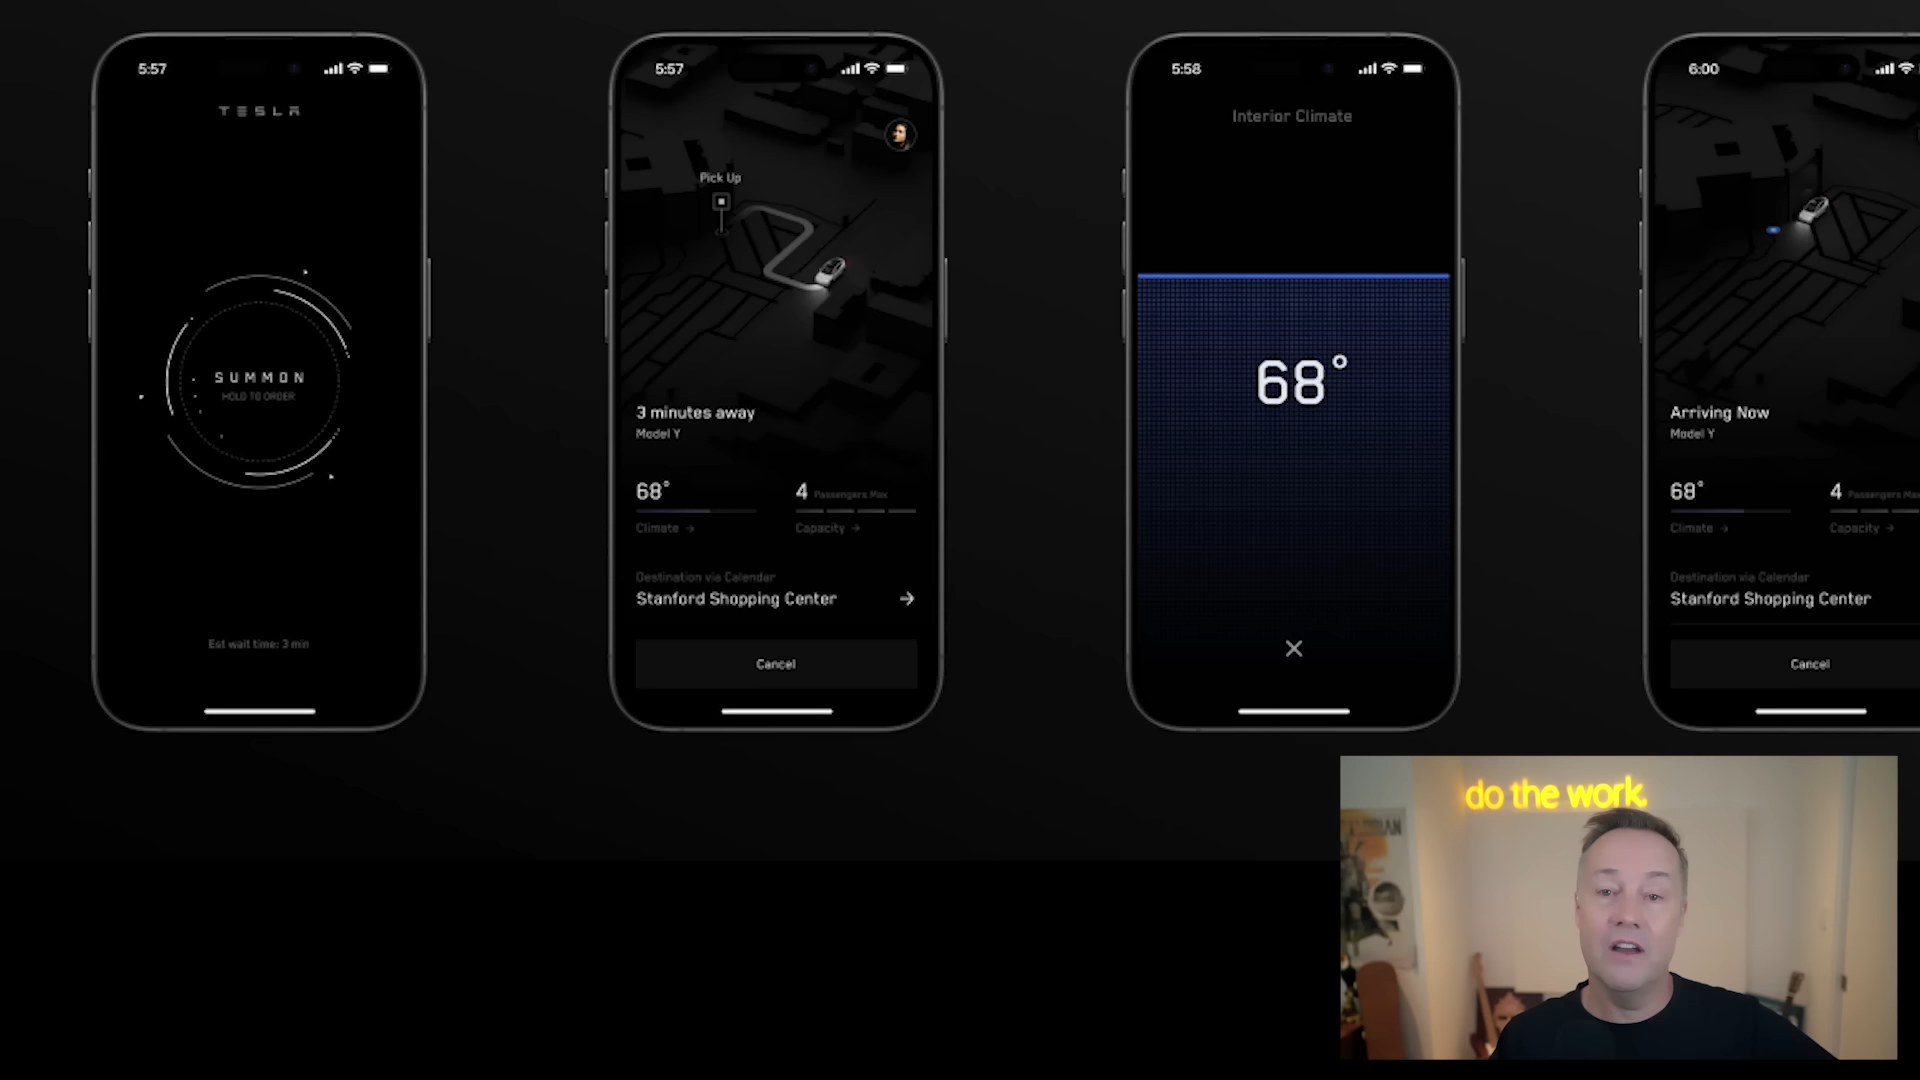 5:57
TESLA
SUMMON
HOLD TO ORDER
Est wait time: 3 min
5:57
Pick Up
3 minutes away
Model Y
68°
Climate →
4 Passengers Max
Capacity →
Destination via Calendar
Stanford Shopping Center →
Cancel
5:58
Interior Climate
68°
6:00
Arriving Now
Model Y
68°
Climate →
4 Passengers Max
Capacity →
Destination via Calendar
Stanford Shopping Center
Cancel
do the work.